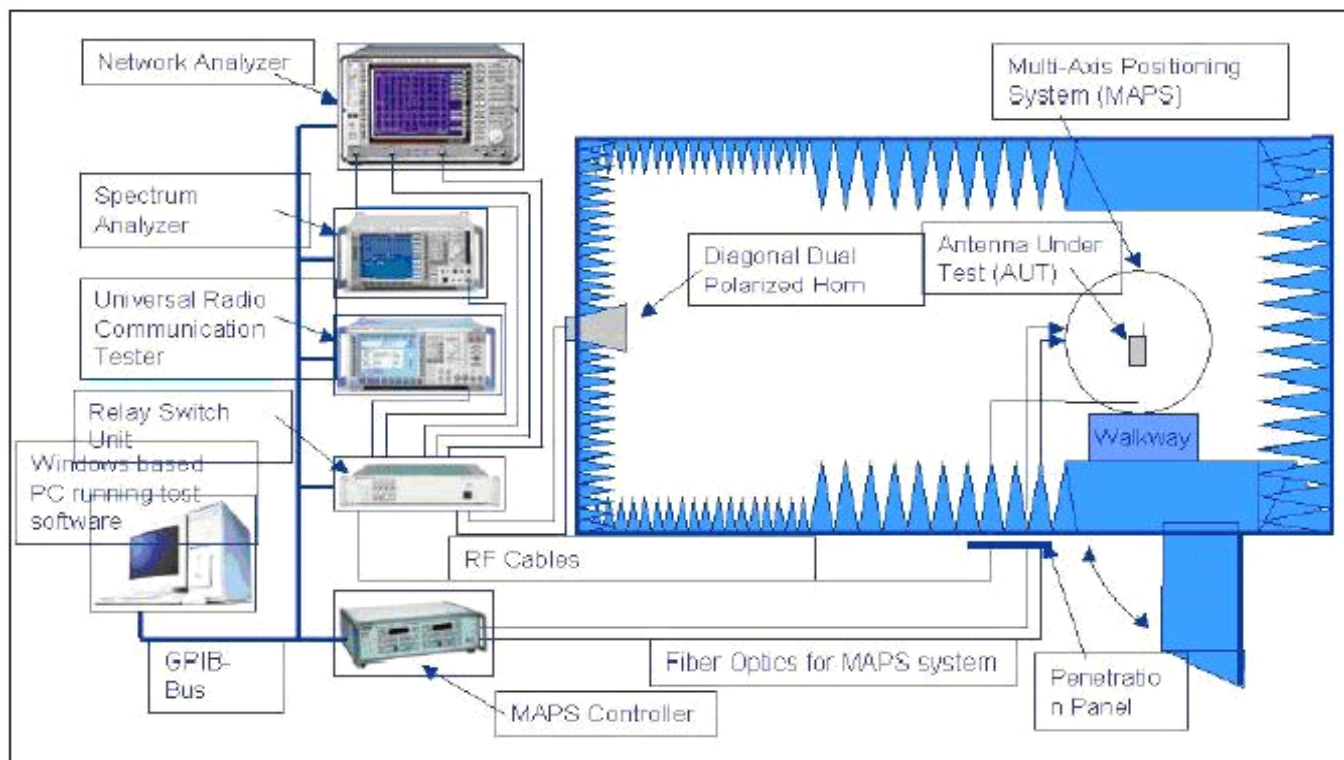 Network Analyzer
Multi-Axis Positioning
System (MAPS)
Spectrum
Analyzer
Diagonal Dual
Polarized Horn
Antenna Under
Test (AUT)
Universal Radio
Communication
Tester
Relay Switch
Unit
Walkway
Windows based
PC running test
software
RF Cables
GPIB-
Bus
Fiber Optics for MAPS system
MAPS Controller
Penetratio
n Panel